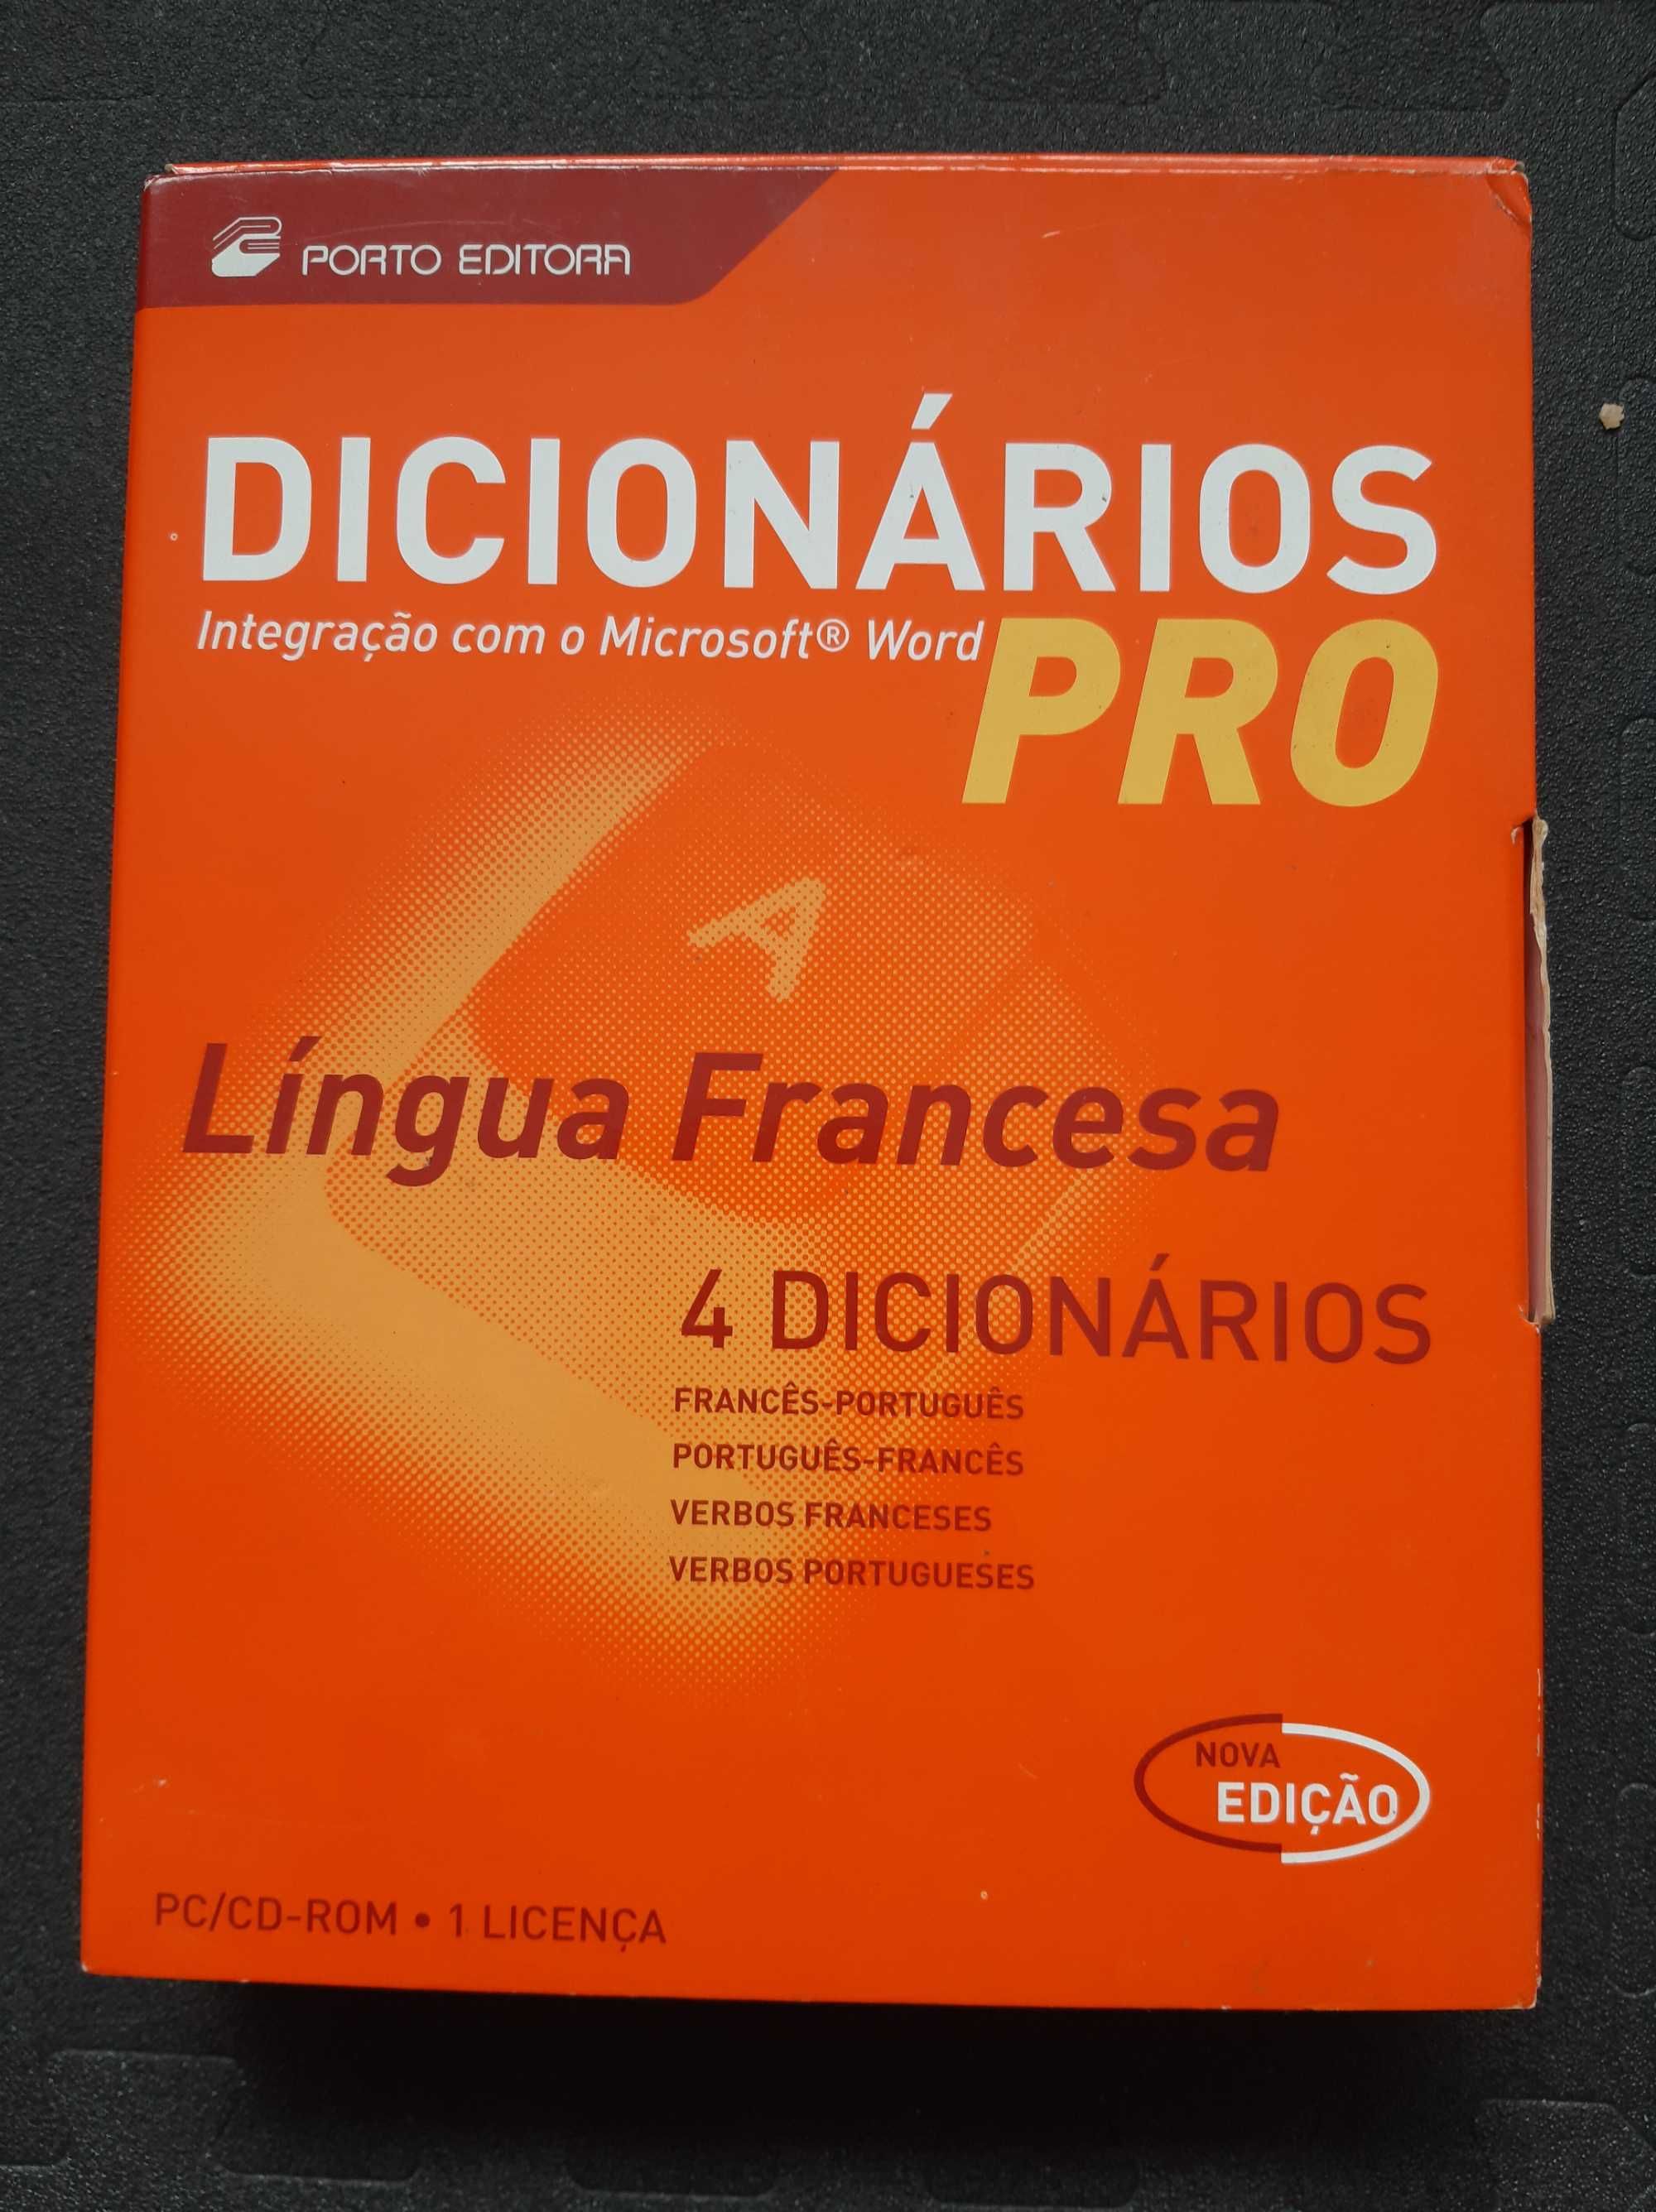 PORTO EDITORA
DICIONÁRIOS
Integração com o Microsoft® Word
PRO
A
Língua Francesa
4 DICIONÁRIOS
FRANCÊS-PORTUGUÊS
PORTUGUÊS-FRANCÊS
VERBOS FRANCESES
VERBOS PORTUGUESES
NOVA
EDIÇÃO
PC/CD-ROM • 1 LICENÇA